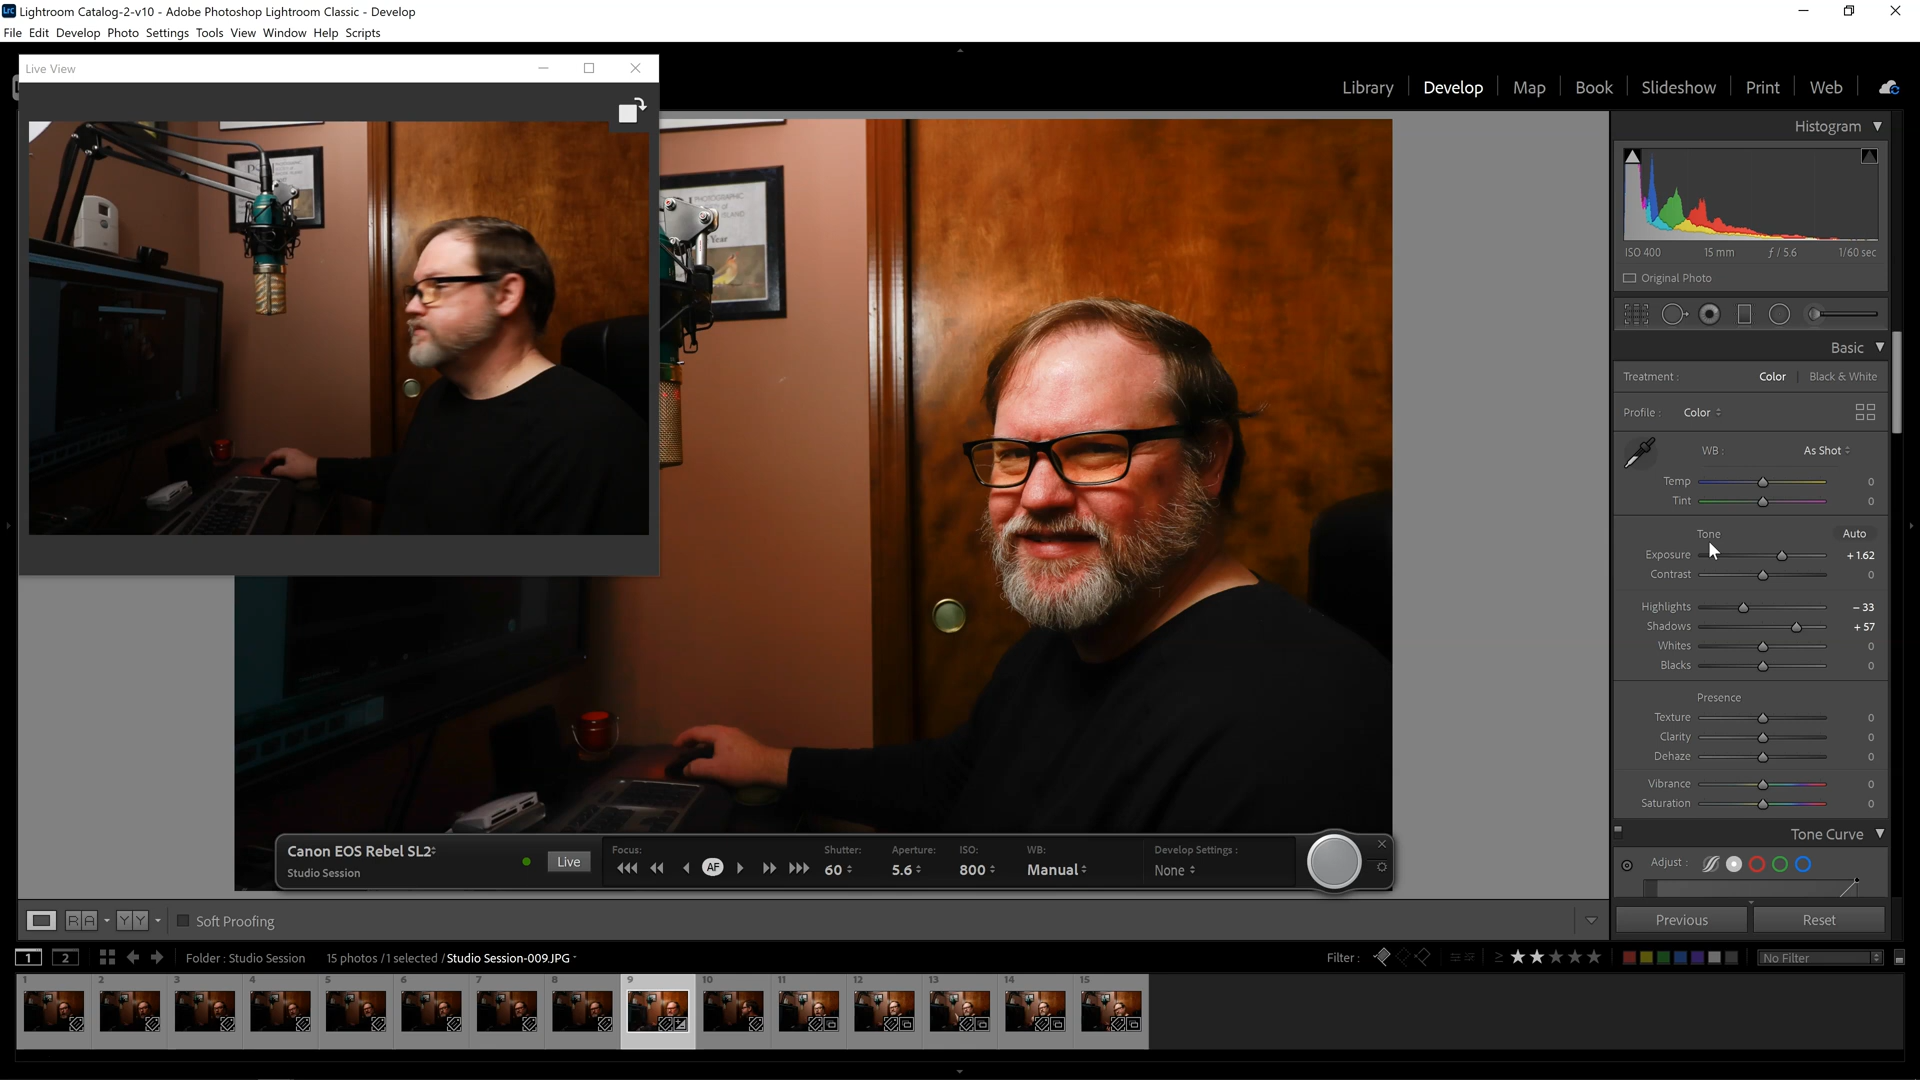 Lrc Lightroom Catalog-2-v10 - Adobe Photoshop Lightroom Classic - Develop
File Edit Develop Photo Settings Tools View Window Help Scripts
Live View
Library | Develop | Map | Book | Slideshow | Print | Web
Histogram
ISO 400 15 mm ƒ / 5.6 1/60 sec
Original Photo
Basic
Treatment : Color Black & White
Profile : Color
WB : As Shot
Temp 0
Tint 0
Tone Auto
Exposure + 1.62
Contrast 0
Highlights – 33
Shadows + 57
Whites 0
Blacks 0
Presence
Texture 0
Clarity 0
Dehaze 0
Vibrance 0
Saturation 0
Tone Curve
Adjust :
Previous Reset
PHOTOGRAPHIC
Year
Canon EOS Rebel SL2
Studio Session
Live
Focus:
AF
Shutter:
60
Aperture:
5.6
ISO:
800
WB:
Manual
Develop Settings :
None
R A Y Y Soft Proofing
1 2 Folder : Studio Session 15 photos / 1 selected / Studio Session-009.JPG
Filter : ≥ ★★★★★ No Filter
1 2 3 4 5 6 7 8 9 10 11 12 13 14 15